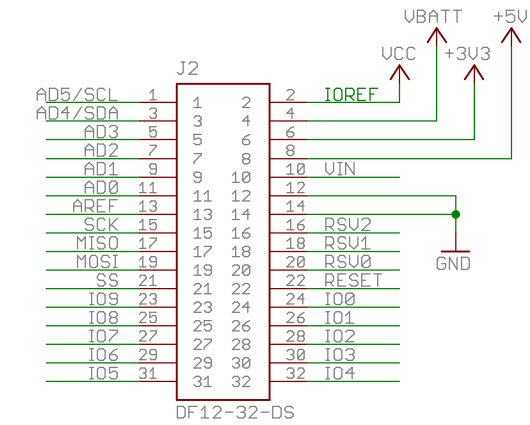 VBATT +5V
VCC +3V3
J2
AD5/SCL 1 1 2 2 IOREF
AD4/SDA 3 3 4 4
AD3 5 5 6 6
AD2 7 7 8 8
AD1 9 9 10 10 VIN
AD0 11 11 12 12
AREF 13 13 14 14
SCK 15 15 16 16 RSV2
MISO 17 17 18 18 RSV1
MOSI 19 19 20 20 RSV0
GND
SS 21 21 22 22 RESET
IO9 23 23 24 24 IO0
IO8 25 25 26 26 IO1
IO7 27 27 28 28 IO2
IO6 29 29 30 30 IO3
IO5 31 31 32 32 IO4
DF12-32-DS